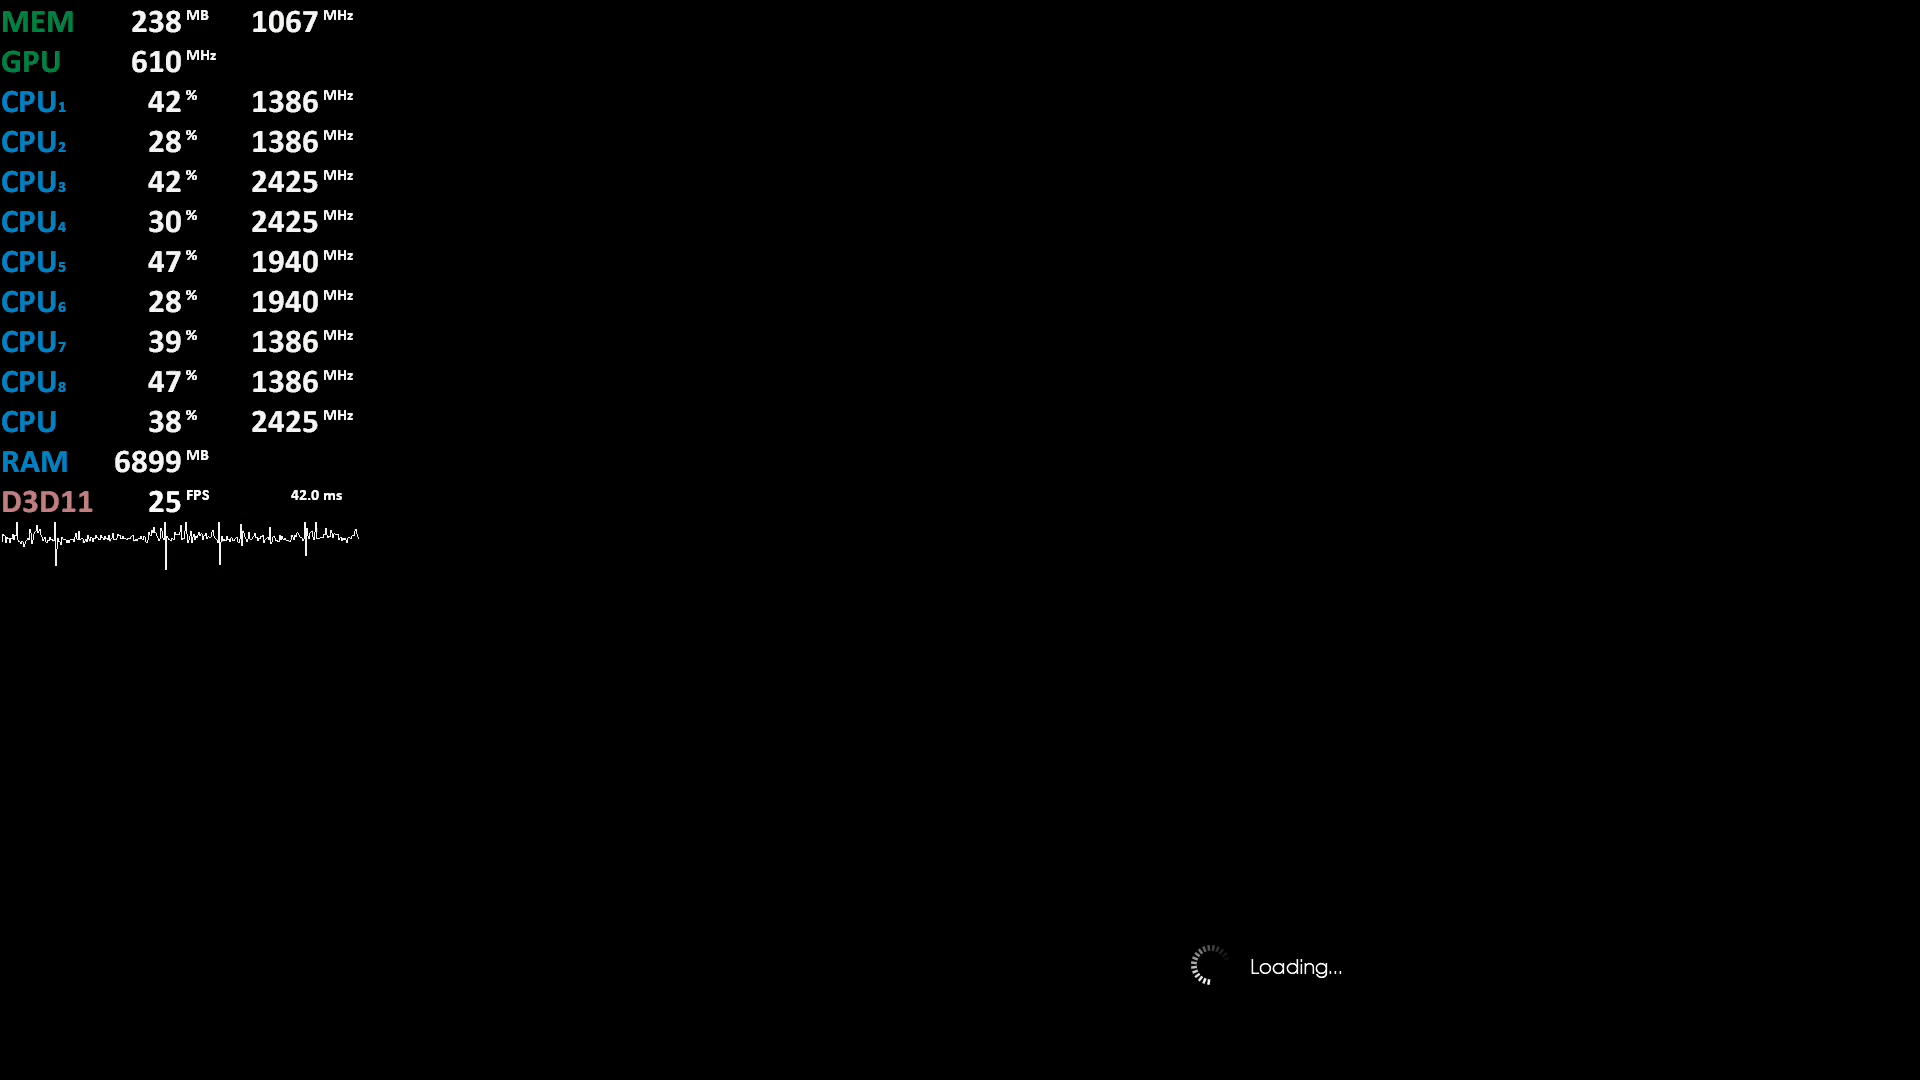 MEM 238 MB 1067 MHz
GPU 610 MHz
CPU1 42 % 1386 MHz
CPU2 28 % 1386 MHz
CPU3 42 % 2425 MHz
CPU4 30 % 2425 MHz
CPU5 47 % 1940 MHz
CPU6 28 % 1940 MHz
CPU7 39 % 1386 MHz
CPU8 47 % 1386 MHz
CPU 38 % 2425 MHz
RAM 6899 MB
D3D11 25 FPS 42.0 ms
Loading...